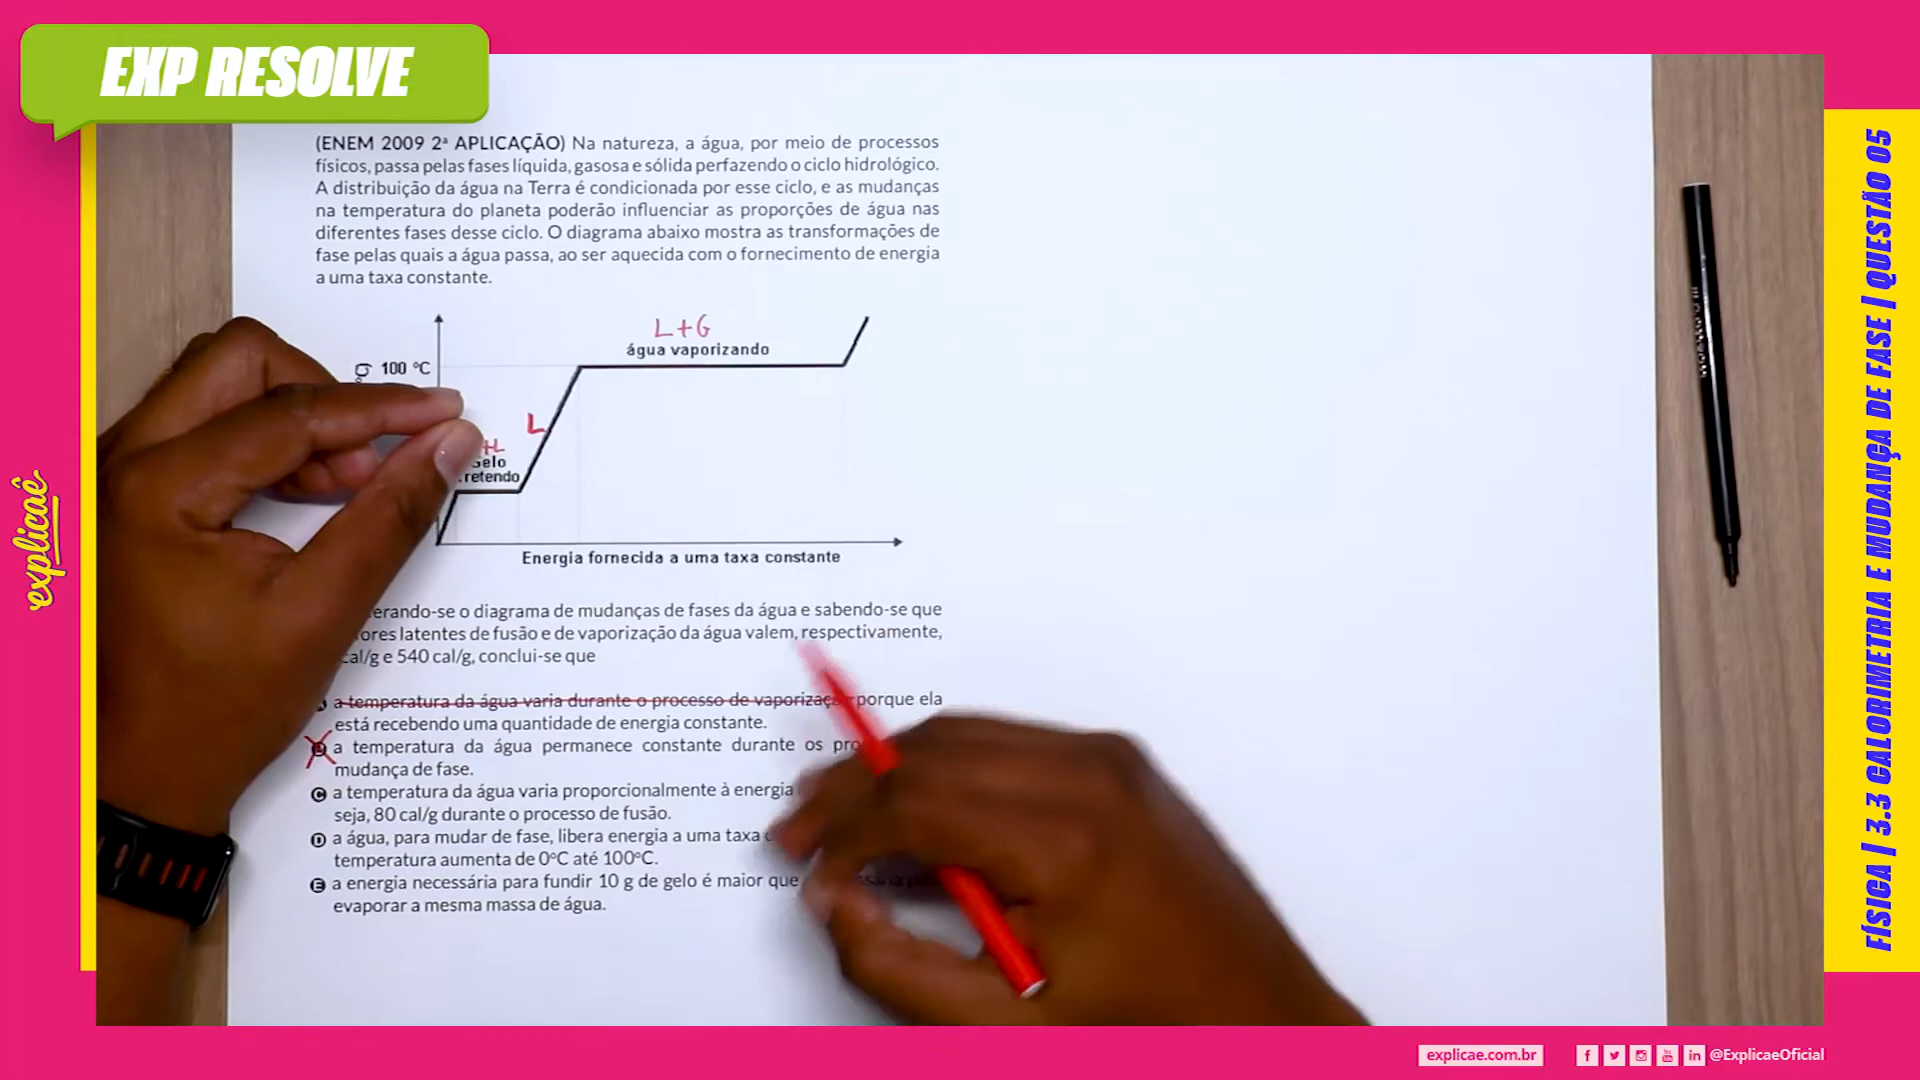 EXP RESOLVE
(ENEM 2009 2ª APLICAÇÃO) Na natureza, a água, por meio de processos
físicos, passa pelas fases líquida, gasosa e sólida perfazendo o ciclo hidrológico.
A distribuição da água na Terra é condicionada por esse ciclo, e as mudanças
na temperatura do planeta poderão influenciar as proporções de água nas
diferentes fases desse ciclo. O diagrama abaixo mostra as transformações de
fase pelas quais a água passa, ao ser aquecida com o fornecimento de energia
a uma taxa constante.
L+G
água vaporizando
100 ºC
L
+L
Gelo
retendo
Energia fornecida a uma taxa constante
erando-se o diagrama de mudanças de fases da água e sabendo-se que
ores latentes de fusão e de vaporização da água valem, respectivamente,
cal/g e 540 cal/g, conclui-se que
a temperatura da água varia durante o processo de vaporização porque ela
está recebendo uma quantidade de energia constante.
a temperatura da água permanece constante durante os
mudança de fase.
C a temperatura da água varia proporcionalmente à energia
seja, 80 cal/g durante o processo de fusão.
D a água, para mudar de fase, libera energia a uma taxa
temperatura aumenta de 0ºC até 100ºC.
E a energia necessária para fundir 10 g de gelo é maior que
evaporar a mesma massa de água.
explicaê
FÍSICA | 3.3 CALORIMETRIA E MUDANÇA DE FASE | QUESTÃO 05
explicae.com.br
@ExplicaeOficial